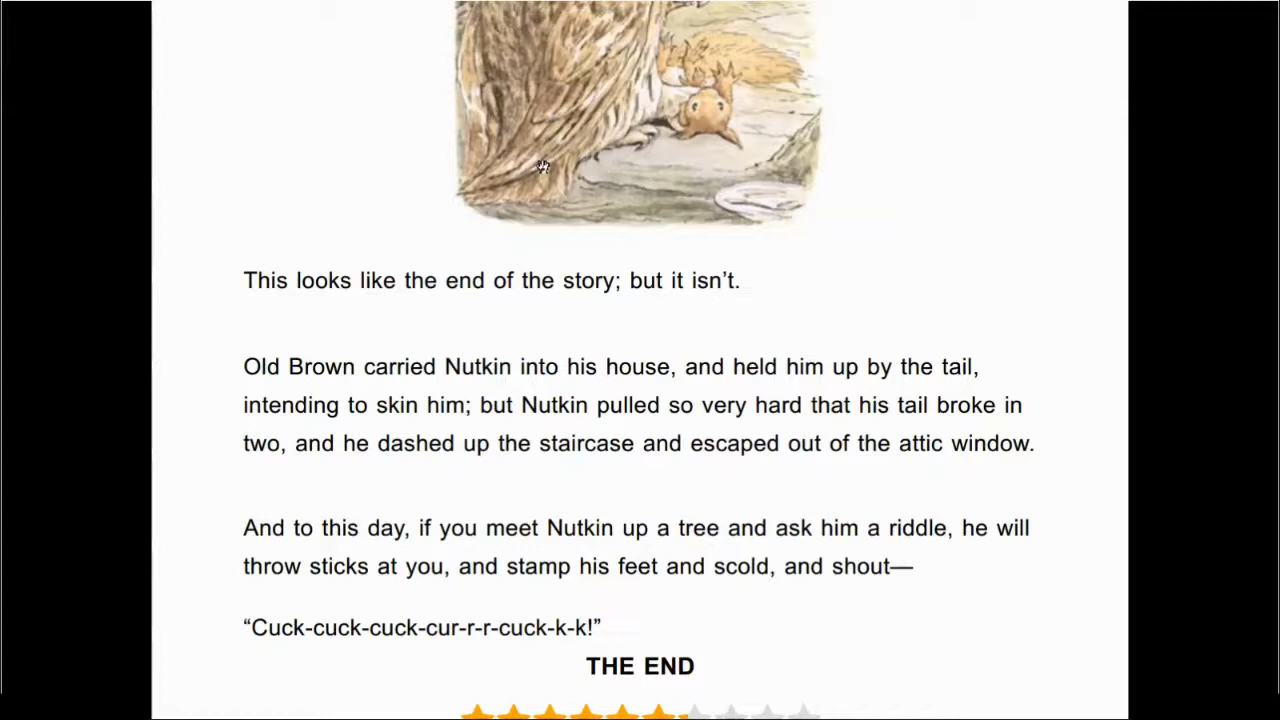 This looks like the end of the story; but it isn’t.
Old Brown carried Nutkin into his house, and held him up by the tail,
intending to skin him; but Nutkin pulled so very hard that his tail broke in
two, and he dashed up the staircase and escaped out of the attic window.
And to this day, if you meet Nutkin up a tree and ask him a riddle, he will
throw sticks at you, and stamp his feet and scold, and shout—
“Cuck-cuck-cuck-cur-r-r-cuck-k-k!”
THE END